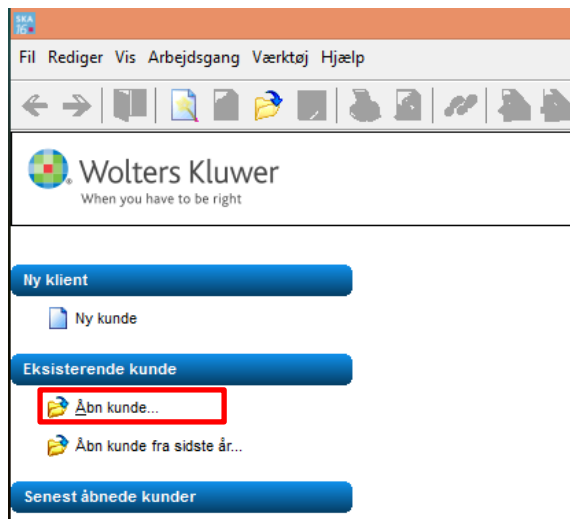 SKA
16
Fil Rediger Vis Arbejdsgang Værktøj Hjælp
Wolters Kluwer
When you have to be right
Ny klient
Ny kunde
Eksisterende kunde
Åbn kunde...
Åbn kunde fra sidste år...
Senest åbnede kunder